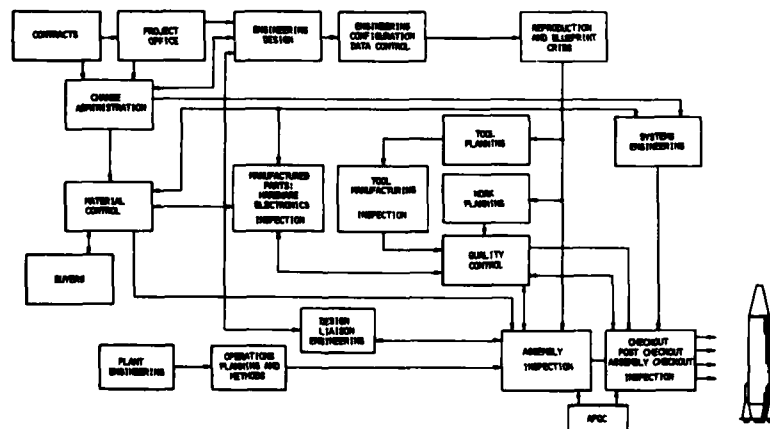 CONTRACTS
PROJECT
OFFICE
ENGINEERING
DESIGN
ENGINEERING
CONFIGURATION
DATA CONTROL
REPRODUCTION
AND BLUEPRINT
CRIBS
CHANGE
ADMINISTRATION
TOOL
PLANNING
SYSTEMS
ENGINEERING
MANUFACTURED
PARTS:
HARDWARE
ELECTRONICS
INSPECTION
TOOL
MANUFACTURING
INSPECTION
WORK
PLANNING
MATERIAL
CONTROL
QUALITY
CONTROL
BUYERS
DESIGN
LIAISON
ENGINEERING
PLANT
ENGINEERING
OPERATIONS
PLANNING AND
METHODS
ASSEMBLY
INSPECTION
CHECKOUT
POST CHECKOUT
ASSEMBLY CHECKOUT
INSPECTION
AFQC